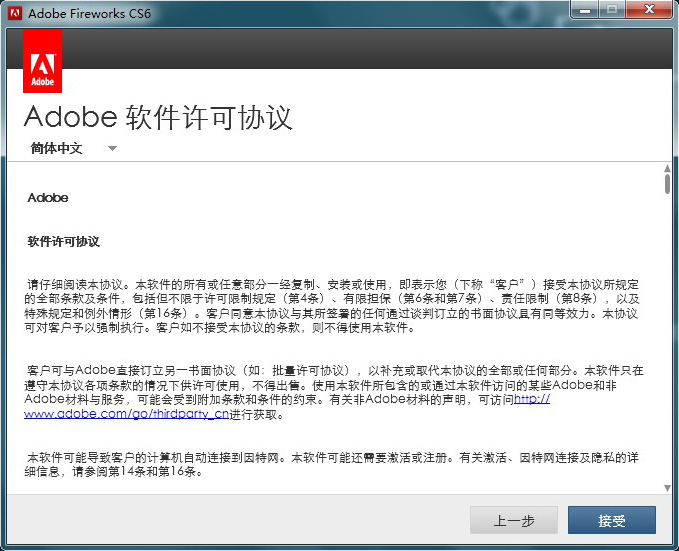 Adobe Fireworks CS6
Adobe
Adobe 软件许可协议
简体中文
Adobe
软件许可协议
请仔细阅读本协议。本软件的所有或任意部分一经复制、安装或使用，即表示您（下称“客户”）接受本协议所规定
的全部条款及条件，包括但不限于许可限制规定（第4条）、有限担保（第6条和第7条）、责任限制（第8条），以及
特殊规定和例外情形（第16条）。客户同意本协议与其所签署的任何通过谈判订立的书面协议具有同等效力。本协议
可对客户予以强制执行。客户如不接受本协议的条款，则不得使用本软件。
客户可与Adobe直接订立另一书面协议（如：批量许可协议），以补充或取代本协议的全部或任何部分。本软件只在
遵守本协议各项条款的情况下供许可使用，不得出售。使用本软件所包含的或通过本软件访问的某些Adobe和非
Adobe材料与服务，可能会受到附加条款和条件的约束。有关非Adobe材料的声明，可访问http://
www.adobe.com/go/thirdparty_cn进行获取。
本软件可能导致客户的计算机自动连接到因特网。本软件可能还需要激活或注册。有关激活、因特网连接及隐私的详
细信息，请参阅第14条和第16条。
上一步
接受